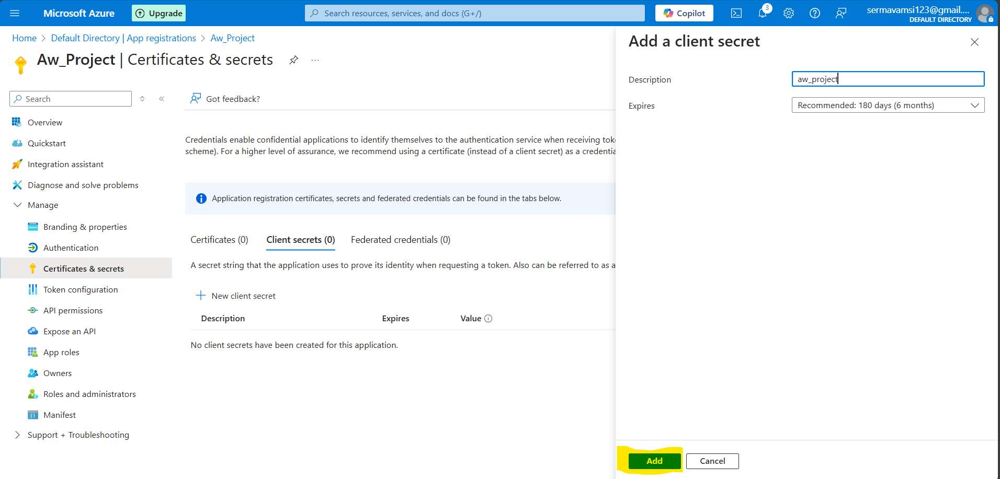 Microsoft Azure
Upgrade
Search resources, services, and docs (G+/)
Copilot
3
sermavamsi123@gmail....
DEFAULT DIRECTORY
Home > Default Directory | App registrations > Aw_Project
Aw_Project | Certificates & secrets
...
Search
Overview
Quickstart
Integration assistant
Diagnose and solve problems
Manage
Branding & properties
Authentication
Certificates & secrets
Token configuration
API permissions
Expose an API
App roles
Owners
Roles and administrators
Manifest
Support + Troubleshooting
Got feedback?
Credentials enable confidential applications to identify themselves to the authentication service when receiving tok
scheme). For a higher level of assurance, we recommend using a certificate (instead of a client secret) as a credentia
Application registration certificates, secrets and federated credentials can be found in the tabs below.
Certificates (0) Client secrets (0) Federated credentials (0)
A secret string that the application uses to prove its identity when requesting a token. Also can be referred to as a
New client secret
Description Expires Value
No client secrets have been created for this application.
Add a client secret
Description
aw_project
Expires
Recommended: 180 days (6 months)
Add
Cancel